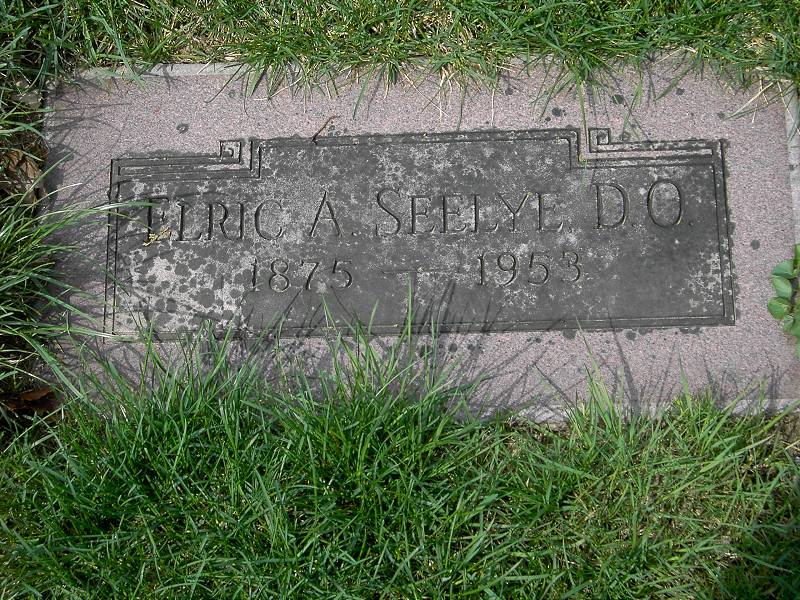 Elric A. Seelye, D.O.
1875 — 1953